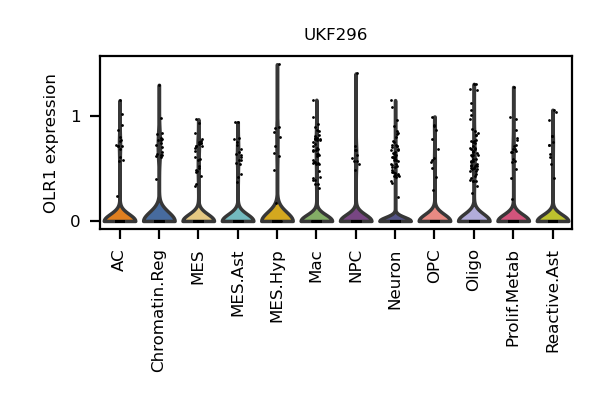 UKF296
OLR1 expression
1
0
AC
Chromatin.Reg
MES
MES.Ast
MES.Hyp
Mac
NPC
Neuron
OPC
Oligo
Prolif.Metab
Reactive.Ast